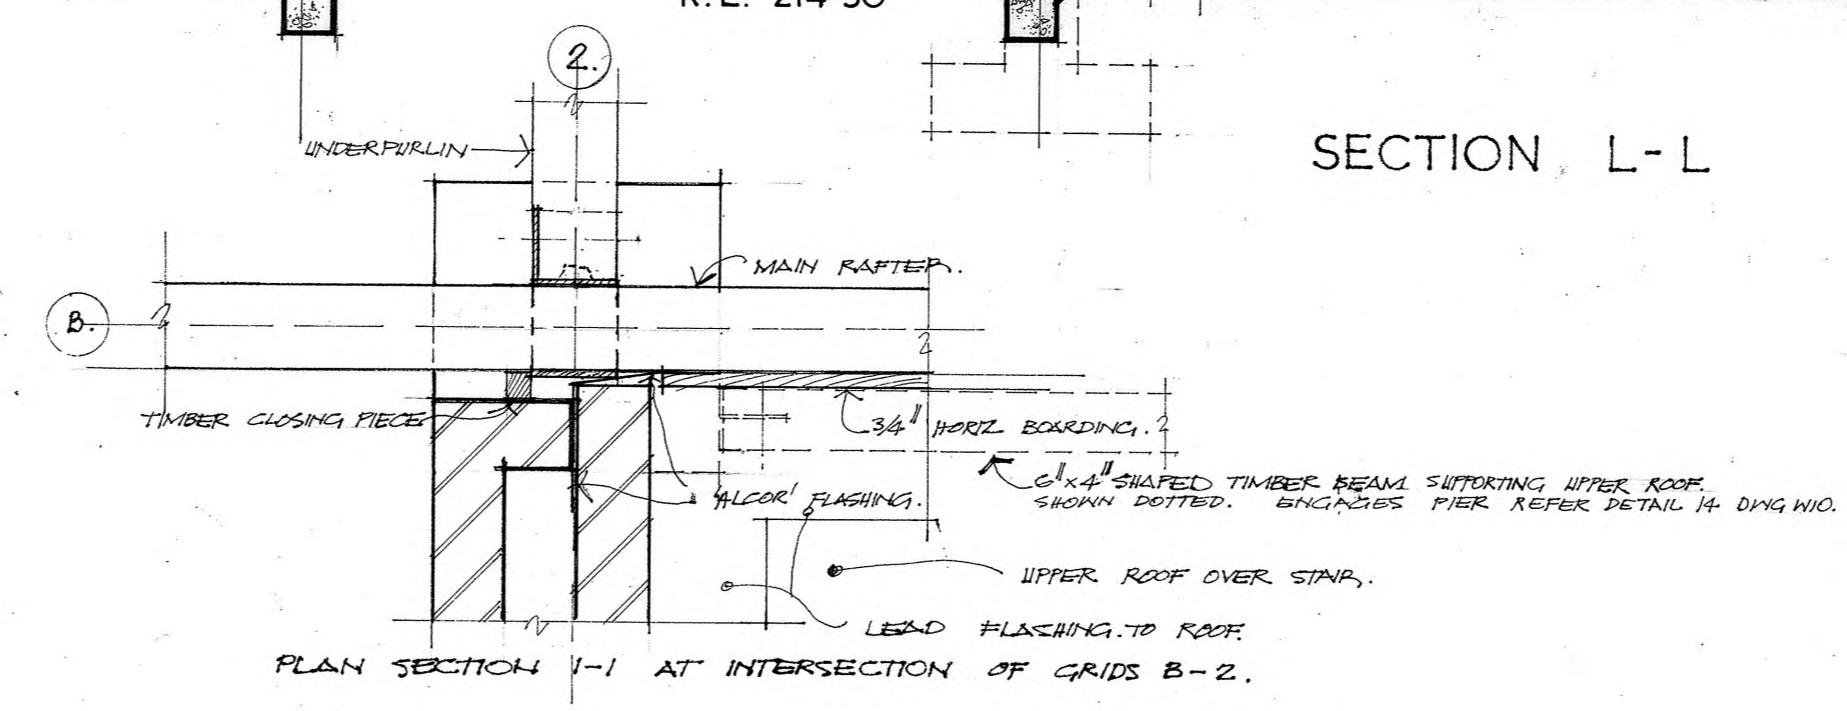 2.
UNDERPURLIN
SECTION L-L
MAIN RAFTER.
B.
TIMBER CLOSING PIECE
3/4" HORIZ BOARDING.
6"x4" SHAPED TIMBER BEAM SUPPORTING UPPER ROOF.
SHOWN DOTTED. ENGAGES PIER REFER DETAIL 14 DWG W10.
'ALCOR' FLASHING.
UPPER ROOF OVER STAIR.
LEAD FLASHING TO ROOF.
PLAN SECTION 1-1 AT INTERSECTION OF GRIDS B-2.